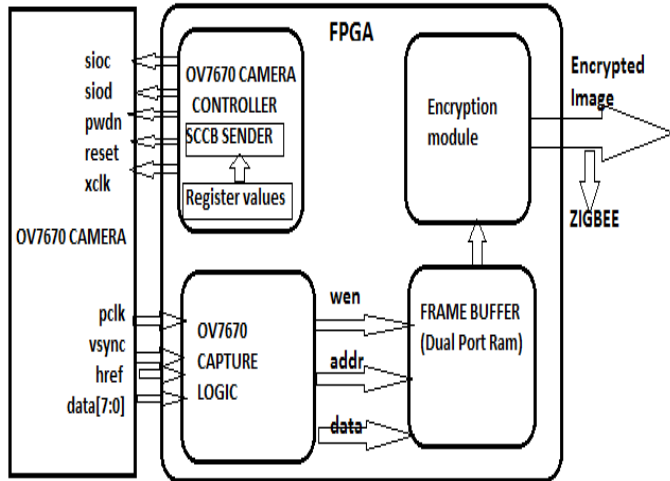 FPGA
sioc
siod
pwdn
reset
xclk
OV7670 CAMERA
pclk
vsync
href
data[7:0]
OV7670 CAMERA
CONTROLLER
SCCB SENDER
Register values
OV7670
CAPTURE
LOGIC
wen
addr
data
Encryption
module
FRAME BUFFER
(Dual Port Ram)
Encrypted
Image
ZIGBEE